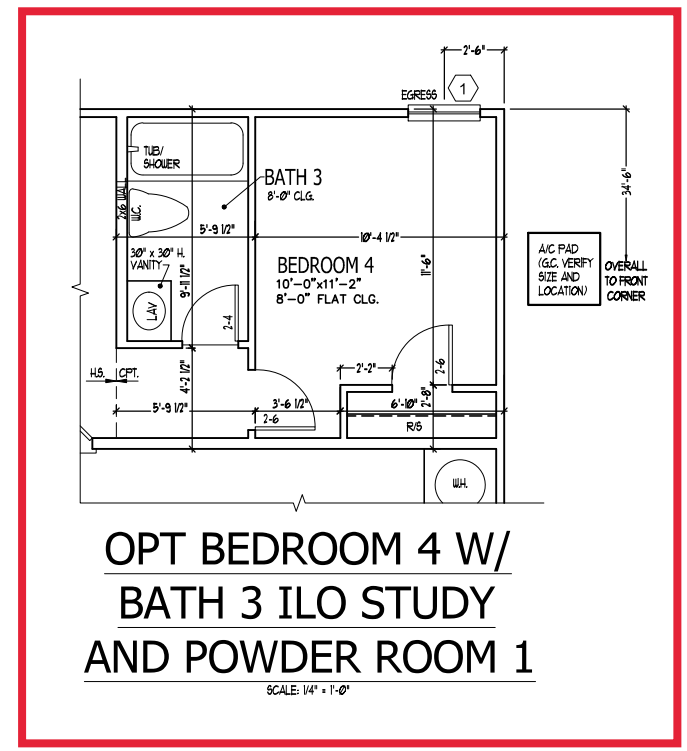 2'-6"
EGRESS
1
TUB/
SHOWER
BATH 3
8'-0" CLG.
2x6 WALL
W.C.
34'-6"
5'-9 1/2"
10'-4 1/2"
30" x 30" H.
VANITY
BEDROOM 4
10'-0"x11'-2"
8'-0" FLAT CLG.
11'-6"
A/C PAD
(G.C. VERIFY
SIZE AND
LOCATION)
OVERALL
TO FRONT
CORNER
9'-11 1/2"
LAV
2-4
H.S.
CPT.
4'-2 1/2"
2'-2"
2-6
5'-9 1/2"
3'-6 1/2"
6'-10"
2'-8"
2-6
R/S
W.H.
OPT BEDROOM 4 W/
BATH 3 ILO STUDY
AND POWDER ROOM 1
SCALE: 1/4" = 1'-0"